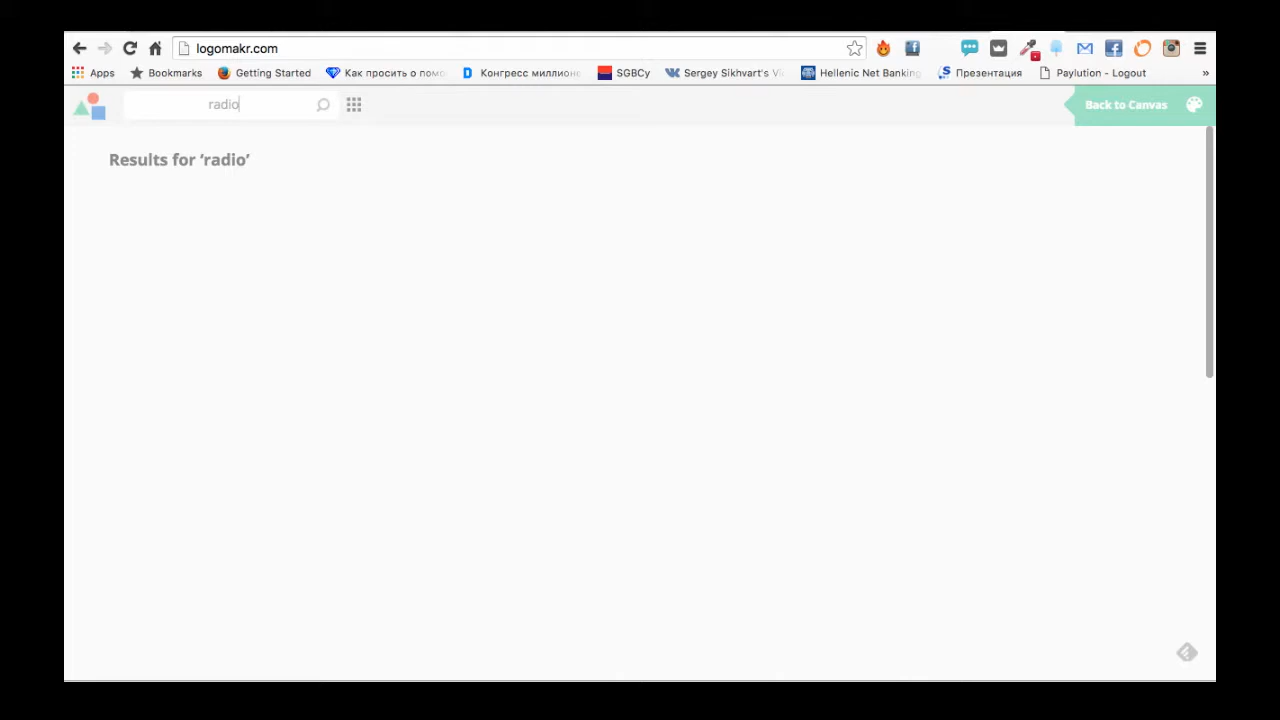 logomakr.com
Apps Bookmarks Getting Started Как просить о помо Конгресс миллионе SGBCy Sergey Sikhvart's Vi Hellenic Net Banking Презентация Paylution - Logout »
radio Back to Canvas
Results for ‘radio’